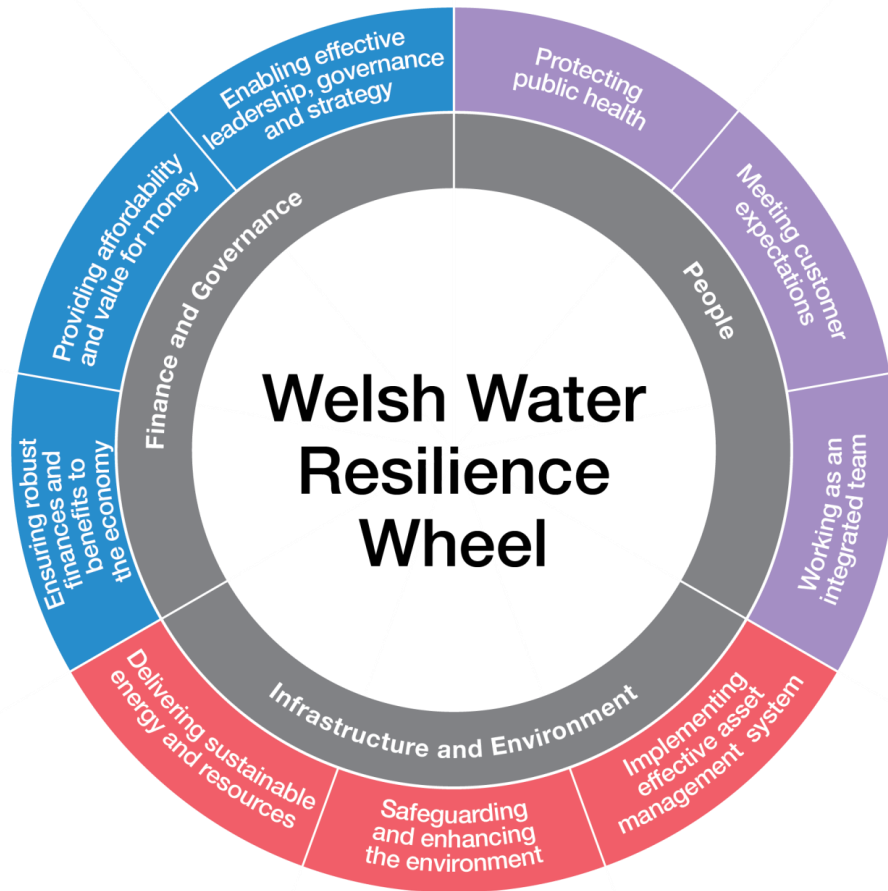 Welsh Water
Resilience
Wheel
People
Protecting
public health
Meeting customer
expectations
Working as an
integrated team
Infrastructure and Environment
Implementing
effective asset
management system
Safeguarding
and enhancing
the environment
Delivering sustainable
energy and resources
Finance and Governance
Ensuring robust
finances and
benefits to
the economy
Providing affordability
and value for money
Enabling effective
leadership, governance
and strategy